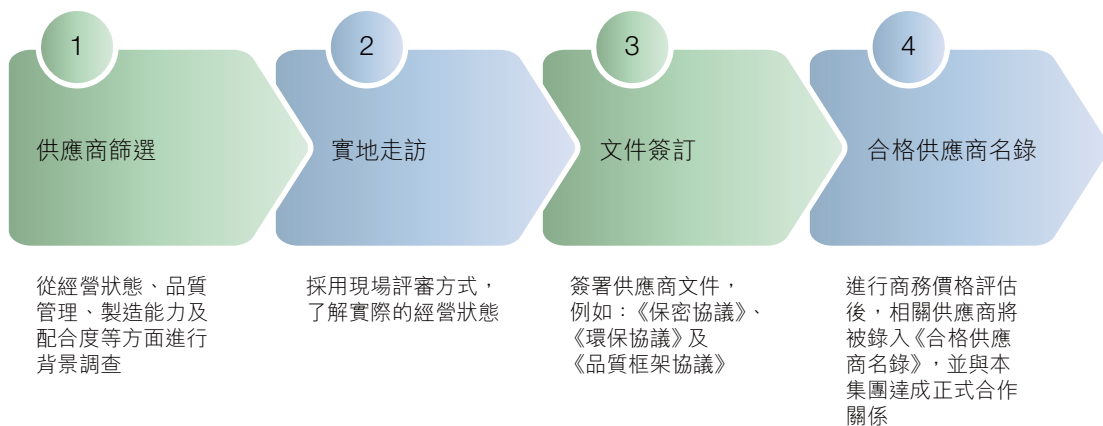 1
供應商篩選
從經營狀態、品質
管理、製造能力及
配合度等方面進行
背景調查
2
實地走訪
採用現場評審方式，
了解實際的經營狀態
3
文件簽訂
簽署供應商文件，
例如：《保密協議》、
《環保協議》及
《品質框架協議》
4
合格供應商名錄
進行商務價格評估
後，相關供應商將
被錄入《合格供應
商名錄》，並與本
集團達成正式合作
關係